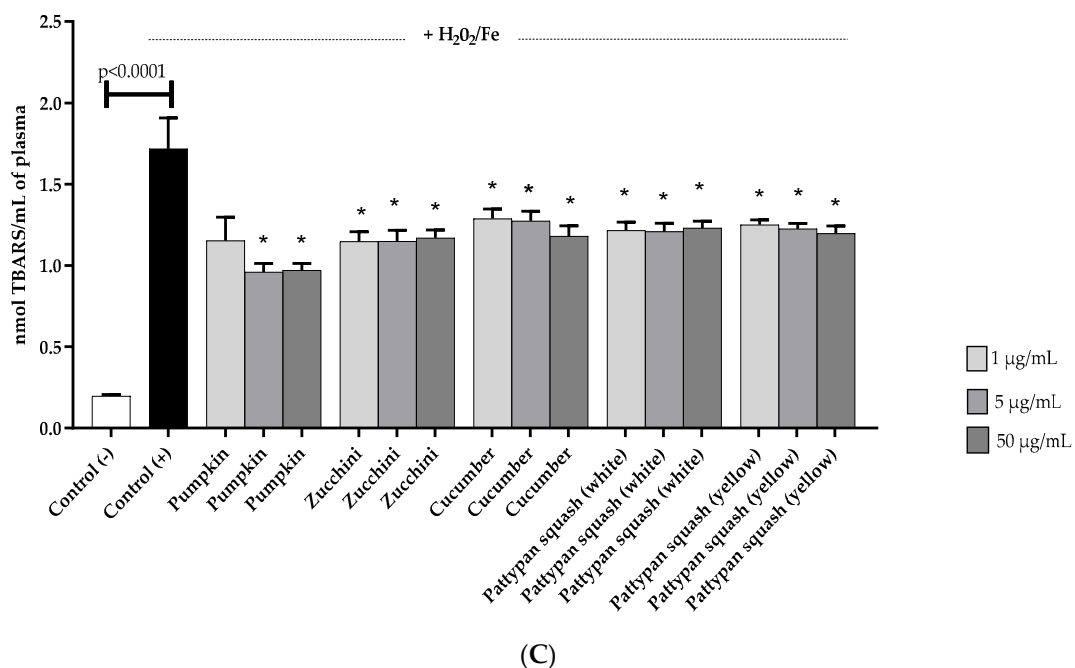 + H₂O₂/Fe
p<0.0001
nmol TBARS/mL of plasma
2.5
2.0
1.5
1.0
0.5
0.0
* * * * * * * * * * * * * *
Control (-)
Control (+)
Pumpkin
Pumpkin
Pumpkin
Zucchini
Zucchini
Zucchini
Cucumber
Cucumber
Cucumber
Pattypan squash (white)
Pattypan squash (white)
Pattypan squash (white)
Pattypan squash (yellow)
Pattypan squash (yellow)
Pattypan squash (yellow)
1 µg/mL
5 µg/mL
50 µg/mL
(C)